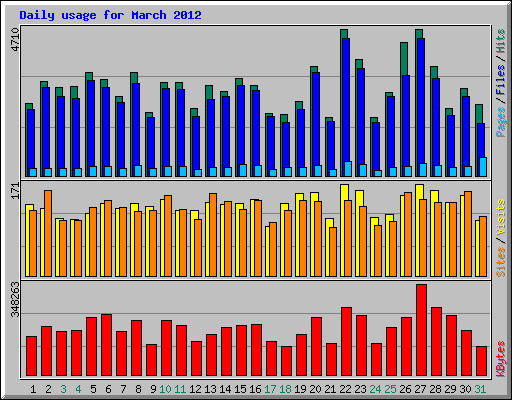 Daily usage for March 2012
4710
Pages / Files / Hits
171
Sites / Visits
348263
KBytes
1 2 3 4 5 6 7 8 9 10 11 12 13 14 15 16 17 18 19 20 21 22 23 24 25 26 27 28 29 30 31